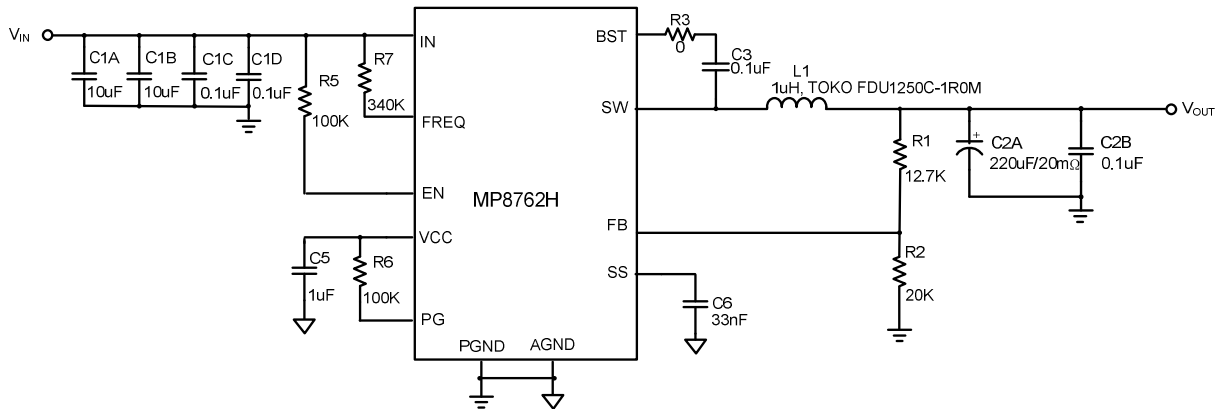 VIN
C1A
10uF
C1B
10uF
C1C
0.1uF
C1D
0.1uF
R5
100K
R7
340K
IN
FREQ
EN
VCC
PG
C5
1uF
R6
100K
MP8762H
PGND
AGND
BST
SW
FB
SS
R3
0
C3
0.1uF
L1
1uH, TOKO FDU1250C-1R0M
R1
12.7K
R2
20K
C6
33nF
+
C2A
220uF/20mΩ
C2B
0.1uF
VOUT